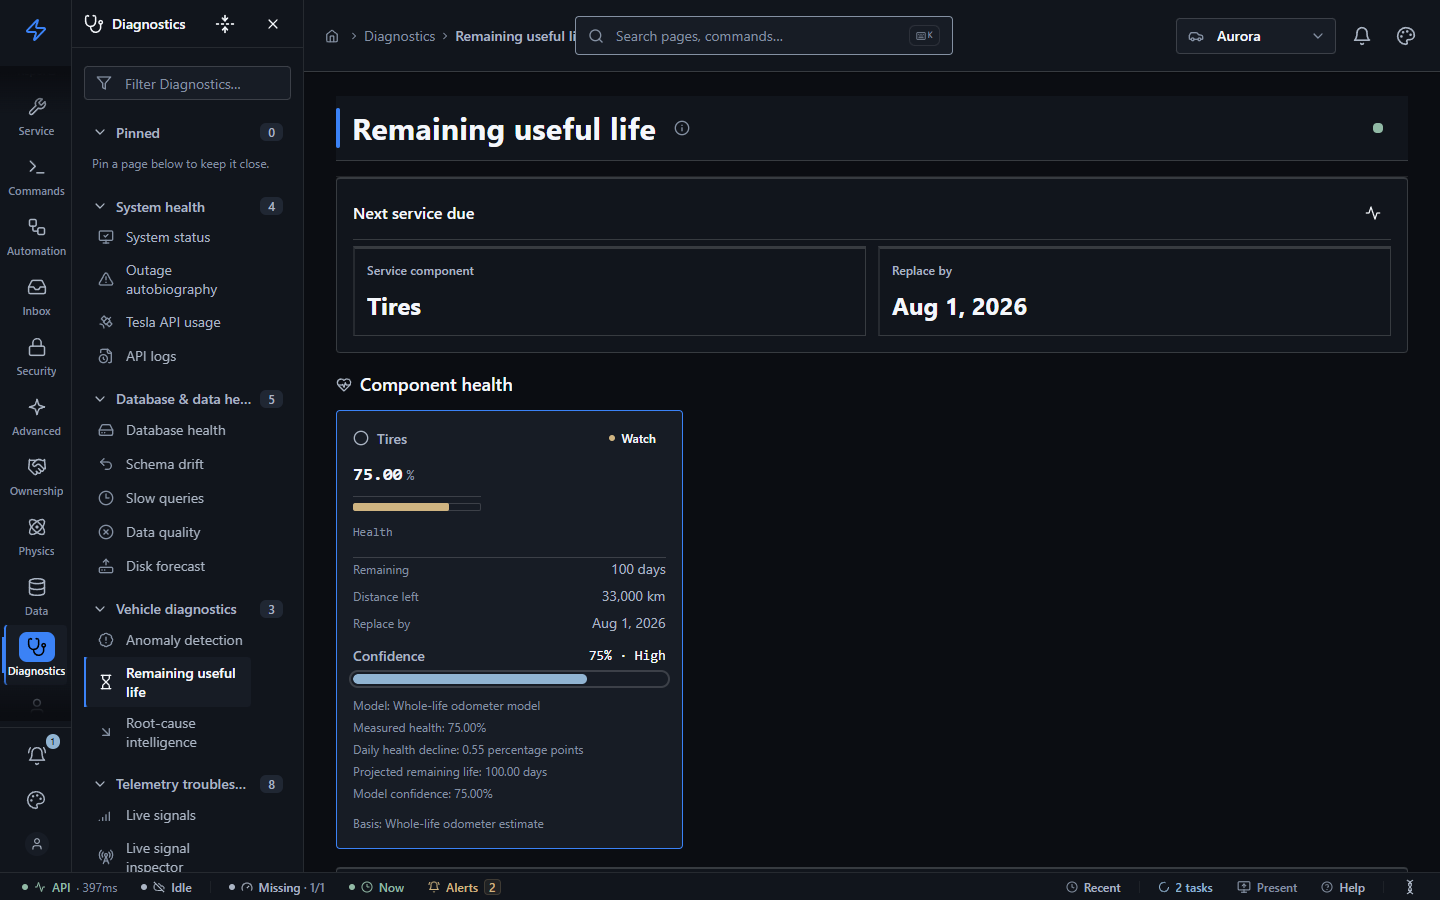 Diagnostics
Diagnostics
Remaining useful li
Search pages, commands...
K
Aurora
Service
Commands
Automation
Inbox
Security
Advanced
Ownership
Physics
Data
Diagnostics
1
Filter Diagnostics...
Pinned
0
Pin a page below to keep it close.
System health
4
System status
Outage
autobiography
Tesla API usage
API logs
Database & data he...
5
Database health
Schema drift
Slow queries
Data quality
Disk forecast
Vehicle diagnostics
3
Anomaly detection
Remaining useful
life
Root-cause
intelligence
Telemetry troubles...
8
Live signals
Live signal
inspector
Remaining useful life
Next service due
Service component
Tires
Replace by
Aug 1, 2026
Component health
Tires
Watch
75.00 %
Health
Remaining
100 days
Distance left
33,000 km
Replace by
Aug 1, 2026
Confidence
75% · High
Model: Whole-life odometer model
Measured health: 75.00%
Daily health decline: 0.55 percentage points
Projected remaining life: 100.00 days
Model confidence: 75.00%
Basis: Whole-life odometer estimate
API · 397ms
Idle
Missing · 1/1
Now
Alerts 2
Recent
2 tasks
Present
Help